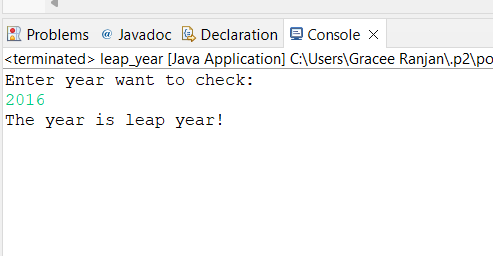 Problems @ Javadoc Declaration Console
<terminated> leap_year [Java Application] C:\Users\Gracee Ranjan\.p2\po
Enter year want to check:
2016
The year is leap year!